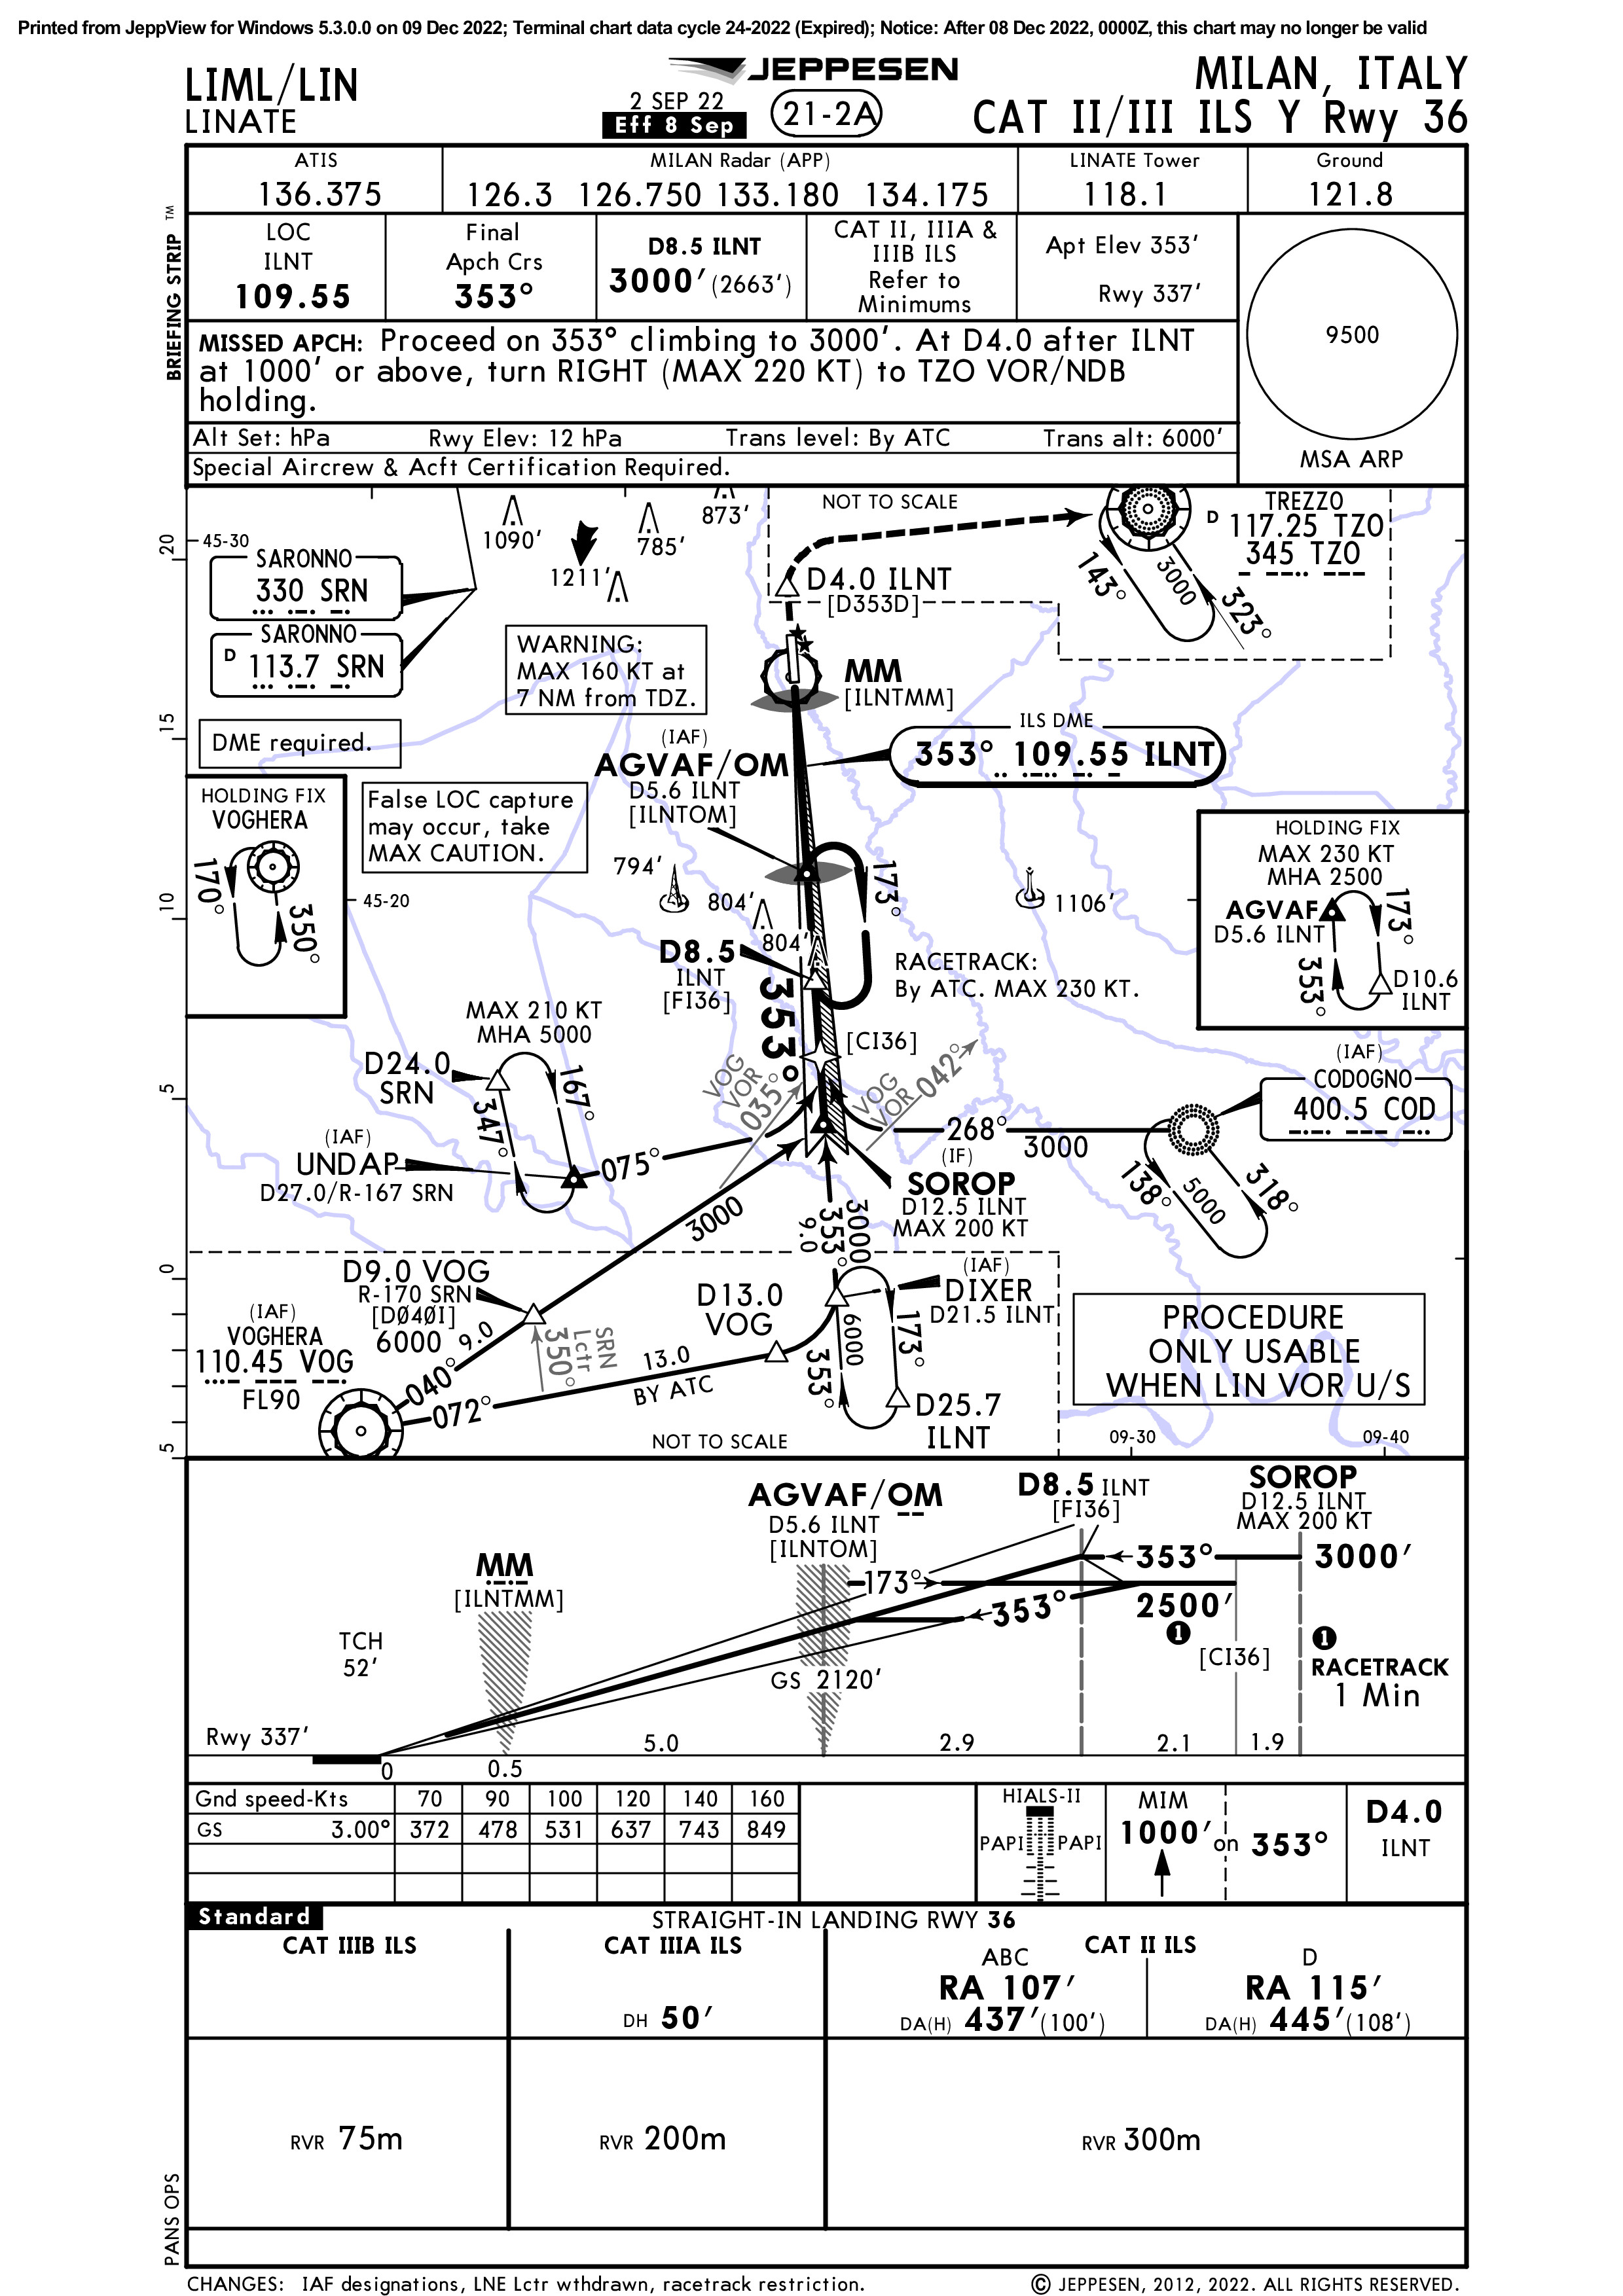 Printed from JeppView for Windows 5.3.0.0 on 09 Dec 2022; Terminal chart data cycle 24-2022 (Expired); Notice: After 08 Dec 2022, 0000Z, this chart may no longer be valid
LIML/LIN
LINATE
JEPPESEN
2 SEP 22
Eff 8 Sep
21-2A
MILAN, ITALY
CAT II/III ILS Y Rwy 36
BRIEFING STRIP ™
ATIS
136.375
MILAN Radar (APP)
126.3 126.750 133.180 134.175
LINATE Tower
118.1
Ground
121.8
LOC
ILNT
109.55
Final
Apch Crs
353°
D8.5 ILNT
3000' (2663')
CAT II, IIIA &
IIIB ILS
Refer to
Minimums
Apt Elev 353'
Rwy 337'
9500
MSA ARP
MISSED APCH: Proceed on 353° climbing to 3000'. At D4.0 after ILNT
at 1000' or above, turn RIGHT (MAX 220 KT) to TZO VOR/NDB
holding.
Alt Set: hPa Rwy Elev: 12 hPa Trans level: By ATC Trans alt: 6000'
Special Aircrew & Acft Certification Required.
20
15
10
5
0
5
45-30
45-20
09-30
09-40
SARONNO
330 SRN
SARONNO
D 113.7 SRN
1090'
1211'
785'
873'
NOT TO SCALE
D4.0 ILNT
[D353D]
TREZZO
D 117.25 TZO
345 TZO
143°
3000
323°
WARNING:
MAX 160 KT at
7 NM from TDZ.
MM
[ILNTMM]
DME required.
ILS DME
353° 109.55 ILNT
(IAF)
AGVAF/OM
D5.6 ILNT
[ILNTOM]
HOLDING FIX
VOGHERA
170°
350°
False LOC capture
may occur, take
MAX CAUTION.
794'
804'
804'
1106'
173°
HOLDING FIX
MAX 230 KT
MHA 2500
AGVAF
D5.6 ILNT
173°
353°
D10.6
ILNT
D8.5
ILNT
[FI36]
353°
RACETRACK:
By ATC. MAX 230 KT.
[CI36]
MAX 210 KT
MHA 5000
D24.0
SRN
167°
347°
(IAF)
UNDAP
D27.0/R-167 SRN
075°
VOG
VOR
035°
VOG
VOR
042°
(IAF)
CODOGNO
400.5 COD
268°
3000
138°
5000
318°
(IF)
SOROP
D12.5 ILNT
MAX 200 KT
3000
3000
353°
9.0
D9.0 VOG
R-170 SRN
[DØ4ØI]
6000
9.0
(IAF)
VOGHERA
110.45 VOG
FL90
040°
072°
SRN
Lctr
350°
13.0
BY ATC
D13.0
VOG
(IAF)
DIXER
D21.5 ILNT
6000
173°
353°
D25.7
ILNT
NOT TO SCALE
PROCEDURE
ONLY USABLE
WHEN LIN VOR U/S
AGVAF/OM
D5.6 ILNT
[ILNTOM]
D8.5 ILNT
[FI36]
SOROP
D12.5 ILNT
MAX 200 KT
MM
[ILNTMM]
173°
353°
3000'
353°
2500'
1
[CI36]
1
RACETRACK
1 Min
TCH
52'
GS 2120'
Rwy 337'
0
0.5
5.0
2.9
2.1
1.9
Gnd speed-Kts 70 90 100 120 140 160
GS 3.00° 372 478 531 637 743 849
HIALS-II
PAPI
PAPI
MIM
1000' on 353°
D4.0
ILNT
Standard
STRAIGHT-IN LANDING RWY 36
CAT IIIB ILS
CAT IIIA ILS
CAT II ILS
ABC
D
RA 107'
RA 115'
DH 50'
DA(H) 437'(100')
DA(H) 445'(108')
RVR 75m
RVR 200m
RVR 300m
PANS OPS
CHANGES: IAF designations, LNE Lctr wthdrawn, racetrack restriction.
© JEPPESEN, 2012, 2022. ALL RIGHTS RESERVED.